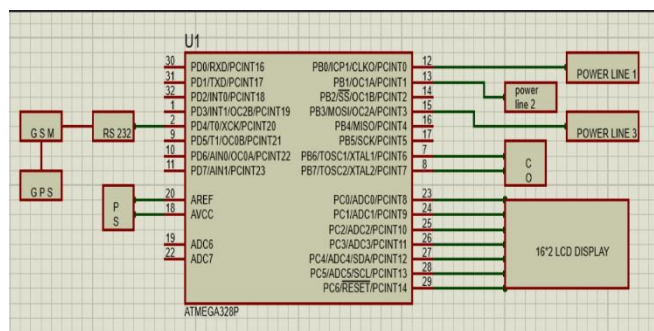 U1
30 PD0/RXD/PCINT16
31 PD1/TXD/PCINT17
32 PD2/INT0/PCINT18
1 PD3/INT1/OC2B/PCINT19
2 PD4/T0/XCK/PCINT20
9 PD5/T1/OC0B/PCINT21
10 PD6/AIN0/OC0A/PCINT22
11 PD7/AIN1/PCINT23
20 AREF
18 AVCC
19 ADC6
22 ADC7
PB0/ICP1/CLKO/PCINT0 12
PB1/OC1A/PCINT1 13
PB2/SS/OC1B/PCINT2 14
PB3/MOSI/OC2A/PCINT3 15
PB4/MISO/PCINT4 16
PB5/SCK/PCINT5 17
PB6/TOSC1/XTAL1/PCINT6 7
PB7/TOSC2/XTAL2/PCINT7 8
PC0/ADC0/PCINT8 23
PC1/ADC1/PCINT9 24
PC2/ADC2/PCINT10 25
PC3/ADC3/PCINT11 26
PC4/ADC4/SDA/PCINT12 27
PC5/ADC5/SCL/PCINT13 28
PC6/RESET/PCINT14 29
ATMEGA328P
GSM
RS 232
GPS
P
S
POWER LINE 1
power
line 2
POWER LINE 3
C
O
16*2 LCD DISPLAY